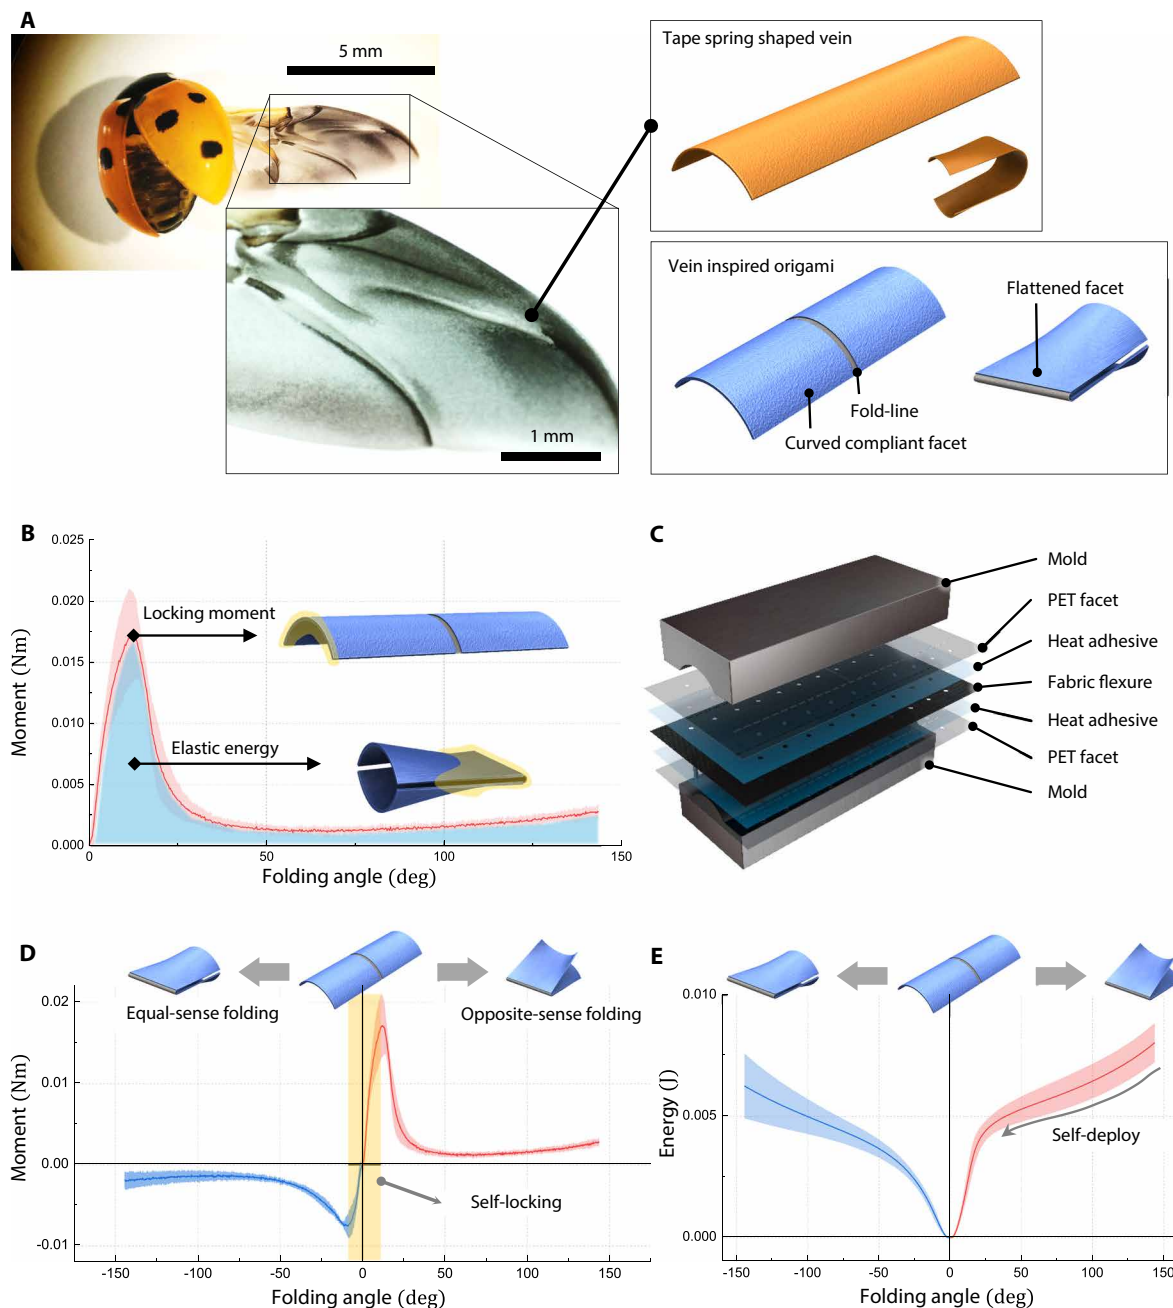 A
5 mm
1 mm
Tape spring shaped vein
Vein inspired origami
Flattened facet
Fold-line
Curved compliant facet
B
0.025
0.020
0.015
0.010
0.005
0.000
Moment (Nm)
Locking moment
Elastic energy
0
50
100
150
Folding angle (deg)
C
Mold
PET facet
Heat adhesive
Fabric flexure
Heat adhesive
PET facet
Mold
D
Equal-sense folding
Opposite-sense folding
0.02
0.01
0.00
-0.01
Moment (Nm)
Self-locking
-150
-100
-50
0
50
100
150
Folding angle (deg)
E
0.010
0.005
0.000
Energy (J)
Self-deploy
-150
-100
-50
0
50
100
150
Folding angle (deg)